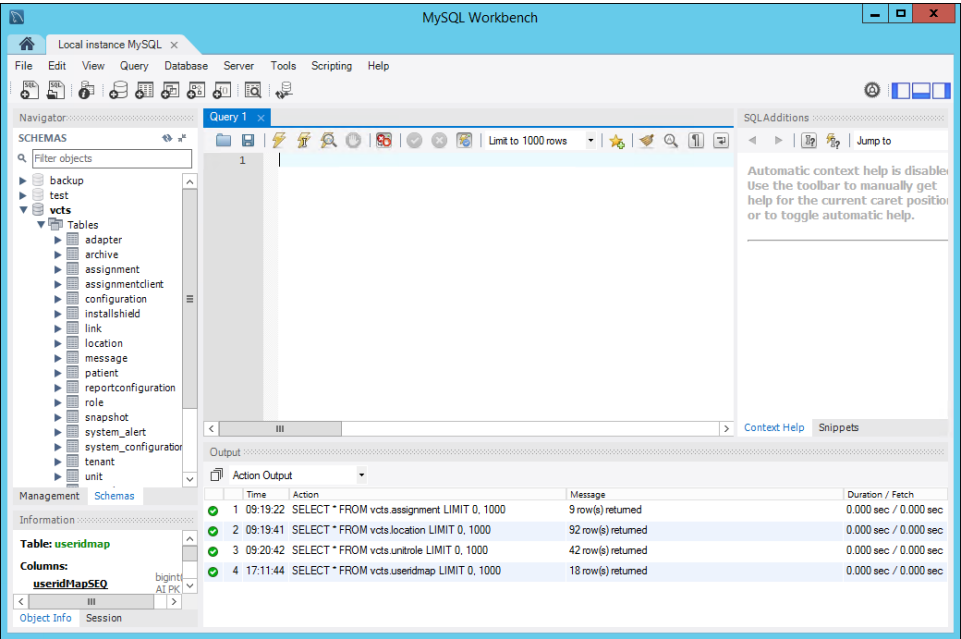 MySQL Workbench
Local instance MySQL
File Edit View Query Database Server Tools Scripting Help
Navigator
SCHEMAS
Filter objects
backup
test
vcts
Tables
adapter
archive
assignment
assignmentclient
configuration
installshield
link
location
message
patient
reportconfiguration
role
snapshot
system_alert
system_configuration
tenant
unit
Management Schemas
Information
Table: useridmap
Columns:
useridMapSEQ bigint(
AI PK
Object Info Session
Query 1
Limit to 1000 rows
1
SQLAdditions
Jump to
Automatic context help is disabled
Use the toolbar to manually get
help for the current caret position
or to toggle automatic help.
Context Help Snippets
Output
Action Output
Time Action Message Duration / Fetch
1 09:19:22 SELECT * FROM vcts.assignment LIMIT 0, 1000 9 row(s) returned 0.000 sec / 0.000 sec
2 09:19:41 SELECT * FROM vcts.location LIMIT 0, 1000 92 row(s) returned 0.000 sec / 0.000 sec
3 09:20:42 SELECT * FROM vcts.unitrole LIMIT 0, 1000 42 row(s) returned 0.000 sec / 0.000 sec
4 17:11:44 SELECT * FROM vcts.useridmap LIMIT 0, 1000 18 row(s) returned 0.000 sec / 0.000 sec